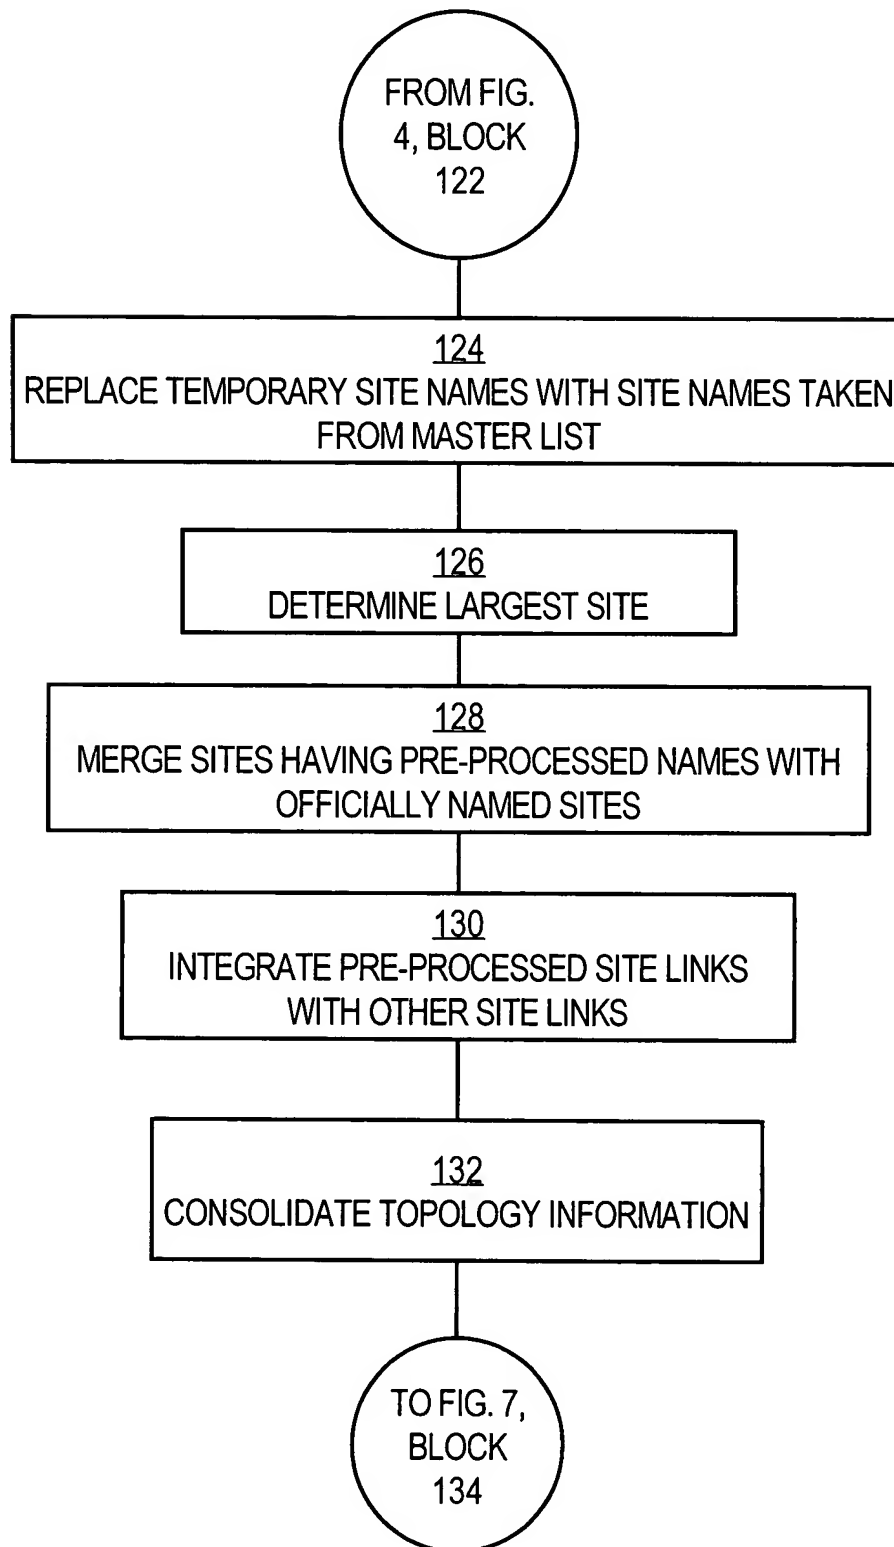 FROM FIG.
4, BLOCK
122
124
REPLACE TEMPORARY SITE NAMES WITH SITE NAMES TAKEN
FROM MASTER LIST
126
DETERMINE LARGEST SITE
128
MERGE SITES HAVING PRE-PROCESSED NAMES WITH
OFFICIALLY NAMED SITES
130
INTEGRATE PRE-PROCESSED SITE LINKS
WITH OTHER SITE LINKS
132
CONSOLIDATE TOPOLOGY INFORMATION
TO FIG. 7,
BLOCK
134